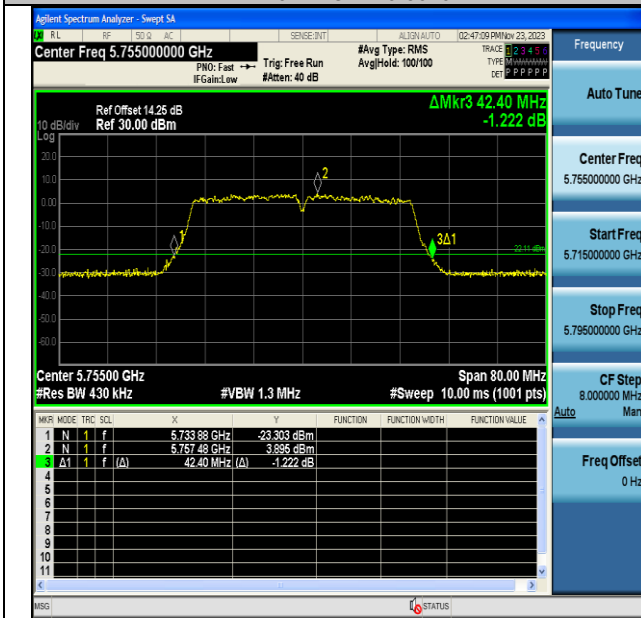 Agilent Spectrum Analyzer - Swept SA
RL RF 50 Ω AC SENSE:INT ALIGN AUTO 02:47:09 PM Nov 23, 2023
Center Freq 5.755000000 GHz #Avg Type: RMS TRACE 1 2 3 4 5 6
PNO: Fast Trig: Free Run Avg|Hold: 100/100 TYPE M W W W W W
IFGain:Low #Atten: 40 dB DET P P P P P P
Frequency
Auto Tune
Ref Offset 14.25 dB
10 dB/div Ref 30.00 dBm
Log
ΔMkr3 42.40 MHz
-1.222 dB
20.0
10.0
0.00
-10.0
-20.0
-30.0
-40.0
-50.0
-60.0
1
2
3Δ1
-22.11 dBm
Center 5.75500 GHz Span 80.00 MHz
#Res BW 430 kHz #VBW 1.3 MHz #Sweep 10.00 ms (1001 pts)
MKR MODE TRC SCL X Y FUNCTION FUNCTION WIDTH FUNCTION VALUE
1 N 1 f 5.733 88 GHz -23.303 dBm
2 N 1 f 5.757 48 GHz 3.895 dBm
3 Δ1 1 f (Δ) 42.40 MHz (Δ) -1.222 dB
4
5
6
7
8
9
10
11
Center Freq
5.755000000 GHz
Start Freq
5.715000000 GHz
Stop Freq
5.795000000 GHz
CF Step
8.000000 MHz
Auto Man
Freq Offset
0 Hz
MSG STATUS